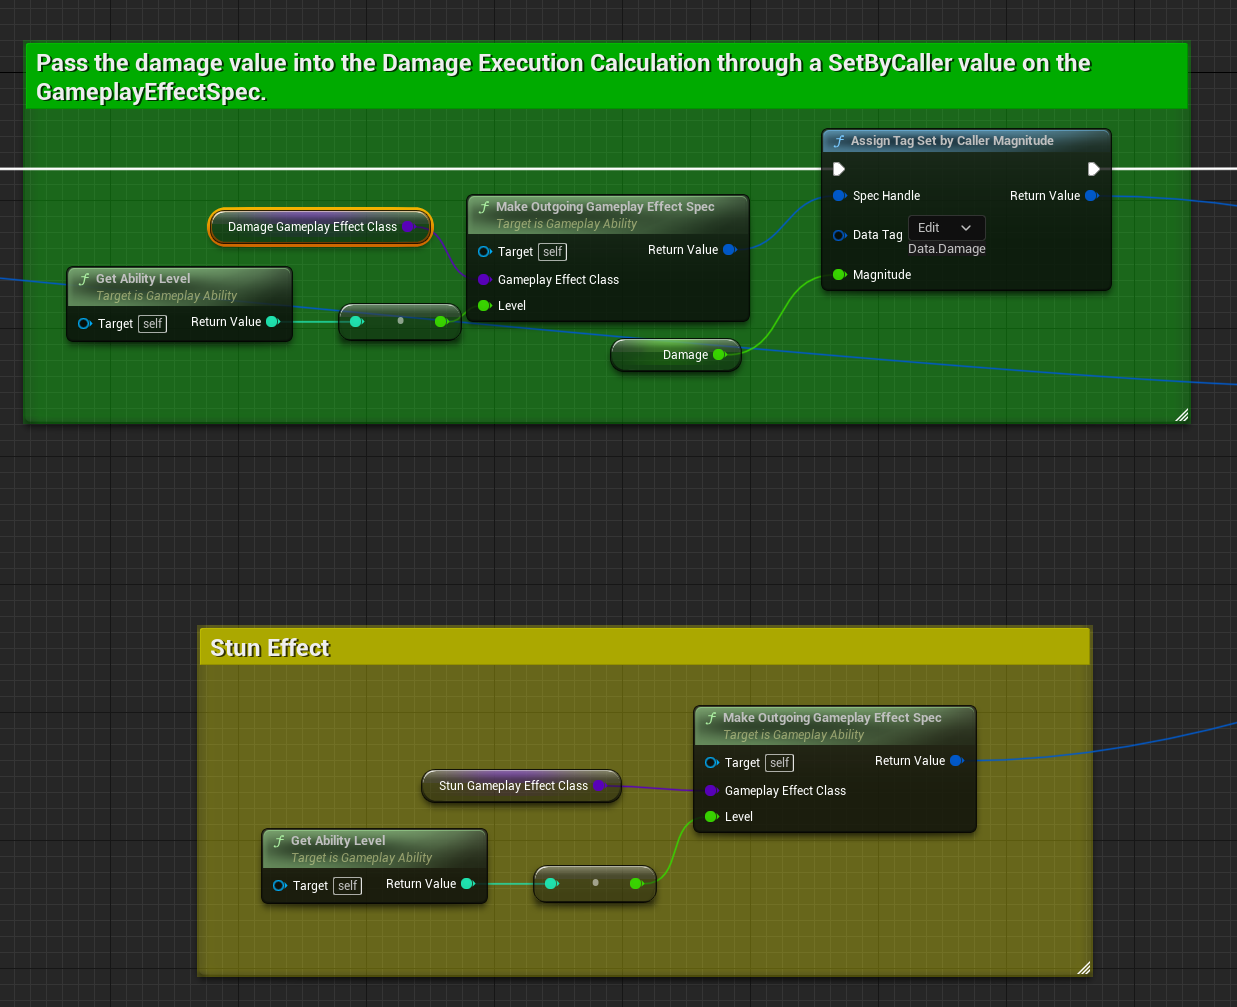 Pass the damage value into the Damage Execution Calculation through a SetByCaller value on the
GameplayEffectSpec.
Assign Tag Set by Caller Magnitude
Spec Handle
Return Value
Data Tag
Edit
Data.Damage
Magnitude
Damage Gameplay Effect Class
Make Outgoing Gameplay Effect Spec
Target is Gameplay Ability
Target self
Return Value
Gameplay Effect Class
Level
Get Ability Level
Target is Gameplay Ability
Target self
Return Value
Damage
Stun Effect
Make Outgoing Gameplay Effect Spec
Target is Gameplay Ability
Target self
Return Value
Gameplay Effect Class
Level
Stun Gameplay Effect Class
Get Ability Level
Target is Gameplay Ability
Target self
Return Value